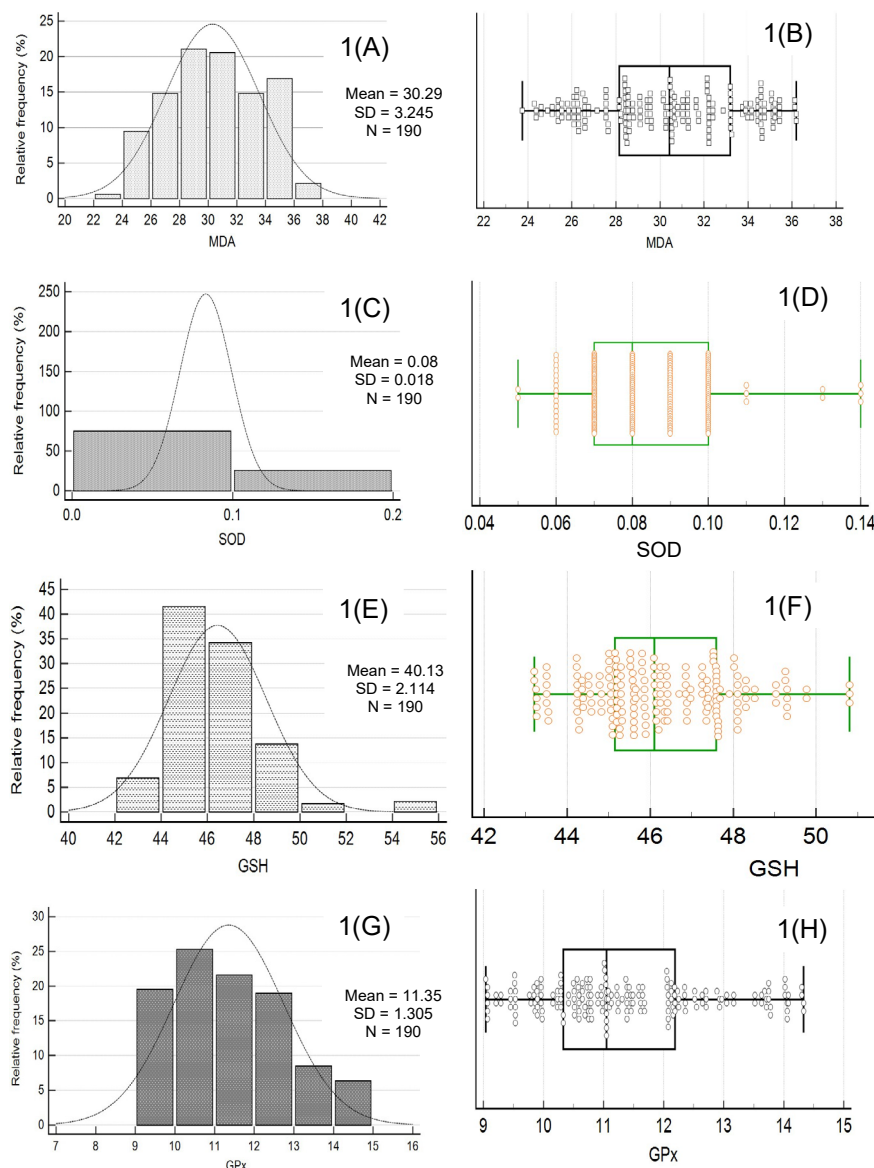 1(A)
Relative frequency (%)
25
20
15
10
5
0
Mean = 30.29
SD = 3.245
N = 190
20 22 24 26 28 30 32 34 36 38 40 42
MDA
1(B)
22 24 26 28 30 32 34 36 38
MDA
1(C)
Relative frequency (%)
250
200
150
100
50
0
Mean = 0.08
SD = 0.018
N = 190
0.0 0.1 0.2
SOD
1(D)
0.04 0.06 0.08 0.10 0.12 0.14
SOD
1(E)
Relative frequency (%)
45
40
35
30
25
20
15
10
5
0
Mean = 40.13
SD = 2.114
N = 190
40 42 44 46 48 50 52 54 56
GSH
1(F)
42 44 46 48 50
GSH
1(G)
Relative frequency (%)
30
25
20
15
10
5
0
Mean = 11.35
SD = 1.305
N = 190
7 8 9 10 11 12 13 14 15 16
GPx
1(H)
9 10 11 12 13 14 15
GPx